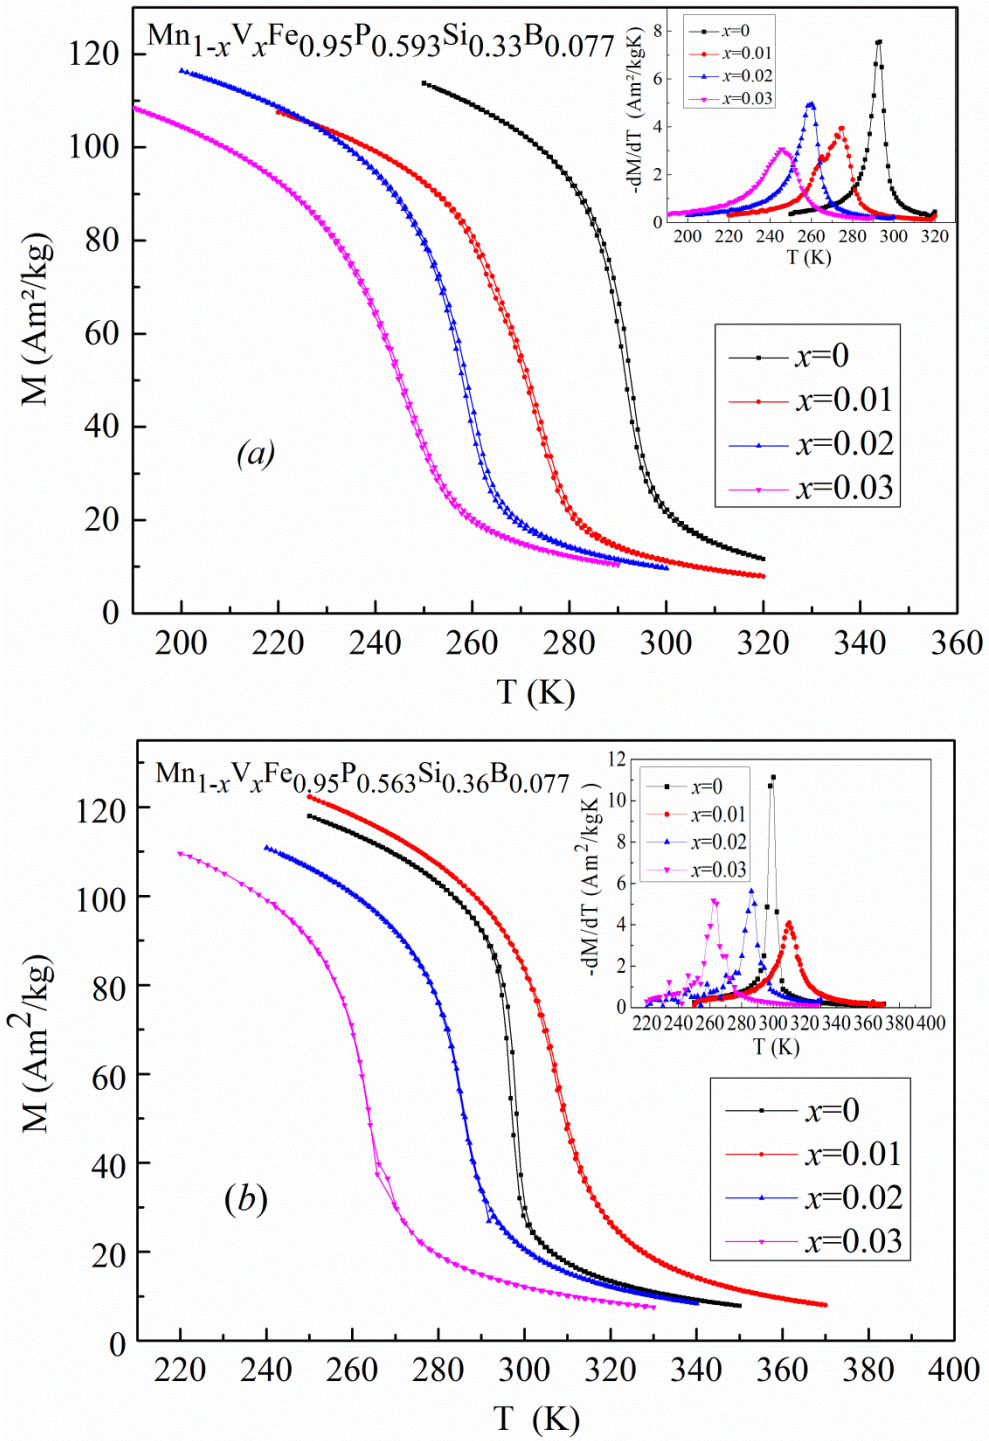 Mn1-xVxFe0.95P0.593Si0.33B0.077
M (Am²/kg)
120
100
80
60
40
20
0
200 220 240 260 280 300 320 340 360
T (K)
(a)
x=0
x=0.01
x=0.02
x=0.03
-dM/dT (Am²/kgK)
8
6
4
2
0
200 220 240 260 280 300 320
T (K)
x=0
x=0.01
x=0.02
x=0.03
Mn1-xVxFe0.95P0.563Si0.36B0.077
M (Am²/kg)
120
100
80
60
40
20
0
220 240 260 280 300 320 340 360 380 400
T (K)
(b)
x=0
x=0.01
x=0.02
x=0.03
-dM/dT (Am²/kgK)
12
10
8
6
4
2
0
220 240 260 280 300 320 340 360 380 400
T (K)
x=0
x=0.01
x=0.02
x=0.03